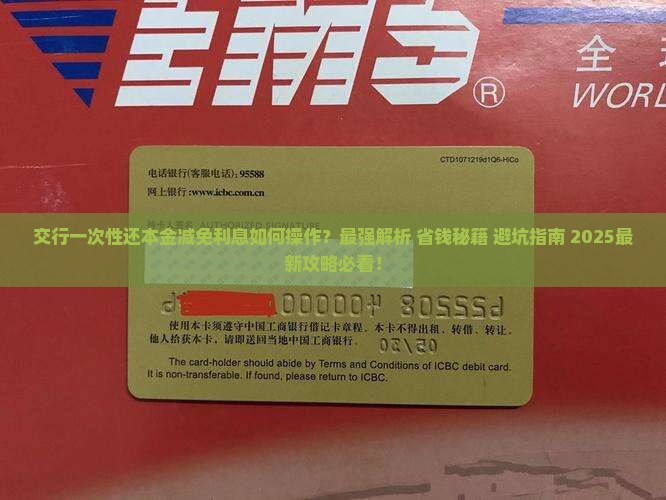 EMS®
全
WORL
CTD1071219d1Q6-HiCo
电话银行(客服电话): 95588
网上银行:www.icbc.com.cn
AUTHORIZED SIGNATURE
交行一次性还本金减免利息如何操作？最强解析 省钱秘籍 避坑指南 2025最
新攻略必看！
使用本卡须遵守中国工商银行借记卡章程。本卡不得出租、转借、转让。
他人拾获本卡，请即送回当地中国工商银行。
The card-holder should abide by Terms and Conditions of ICBC debit card.
It is non-transferable. If found, please return to ICBC.